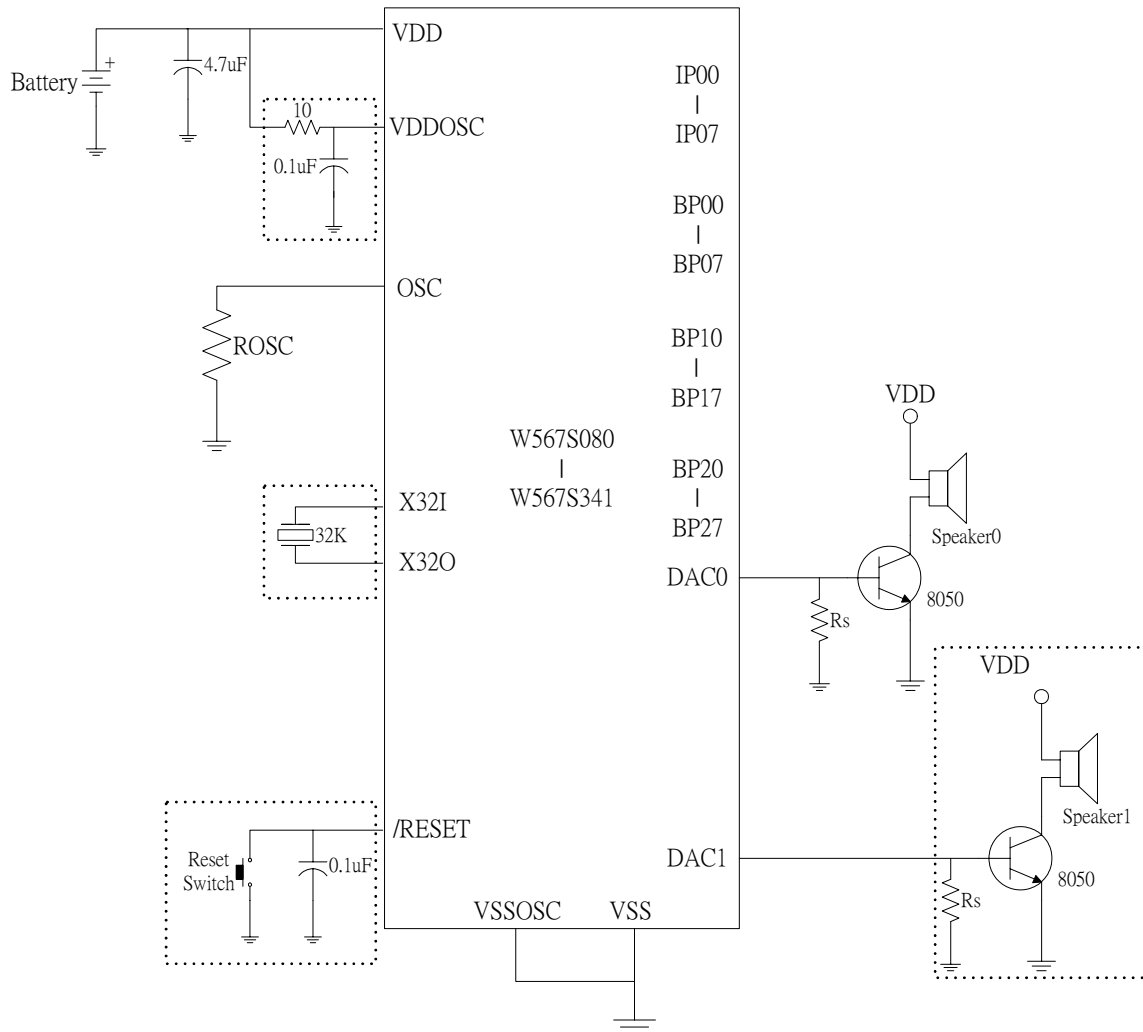 VDD
Battery
+
4.7uF
10
VDDOSC
0.1uF
OSC
ROSC
X32I
32K
X32O
/RESET
Reset
Switch
0.1uF
VSSOSC
VSS
W567S080
|
W567S341
IP00
|
IP07
BP00
|
BP07
BP10
|
BP17
BP20
|
BP27
DAC0
Rs
VDD
Speaker0
8050
DAC1
Rs
VDD
Speaker1
8050